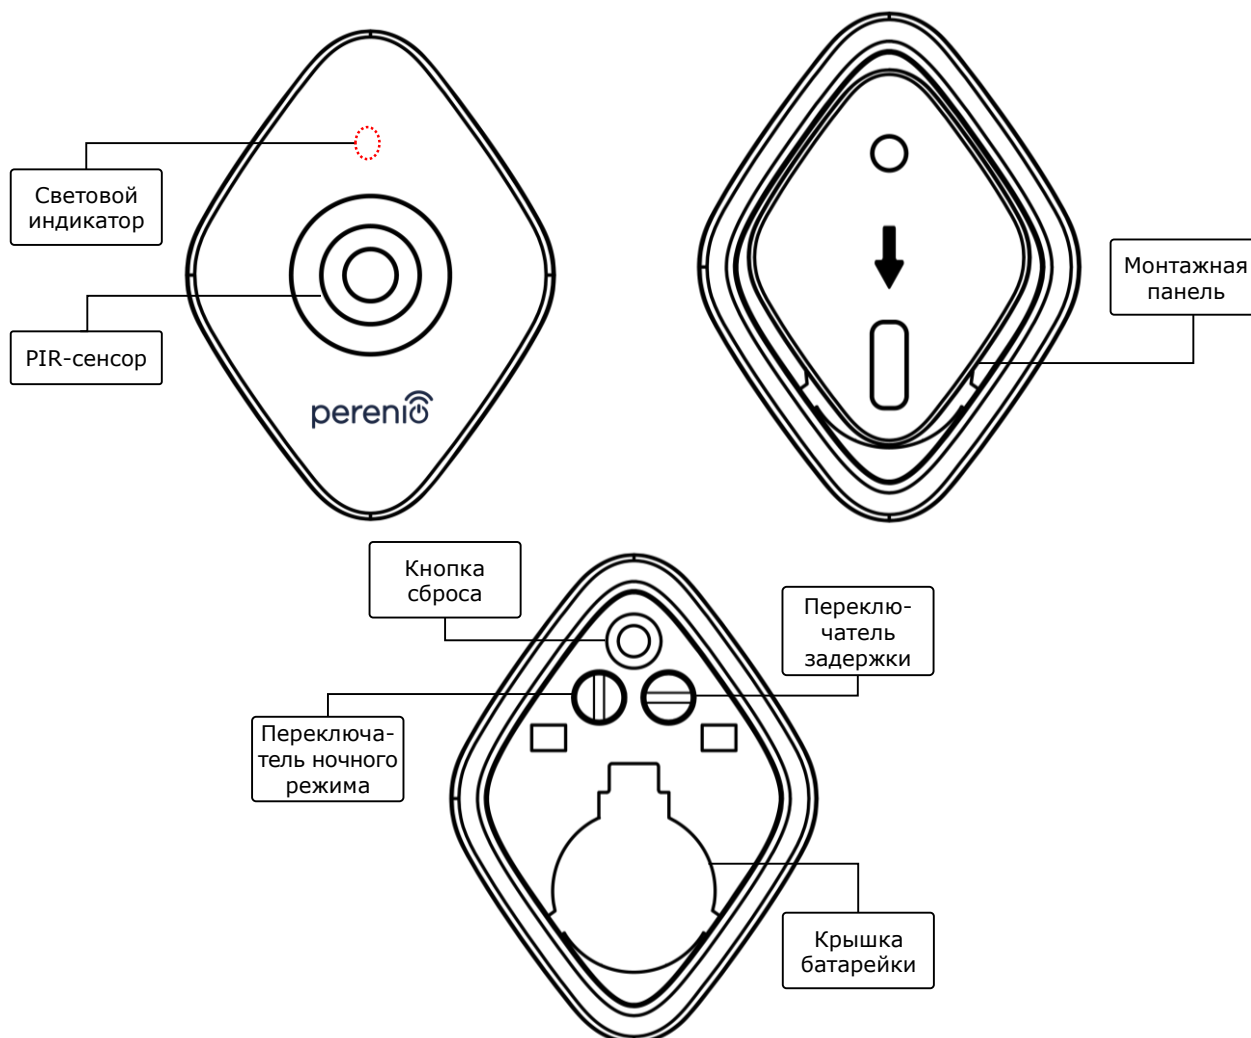 Световой
индикатор
PIR-сенсор
perenio
Монтажная
панель
Кнопка
сброса
Переклю-
чатель
задержки
Переключа-
тель ночного
режима
Крышка
батарейки